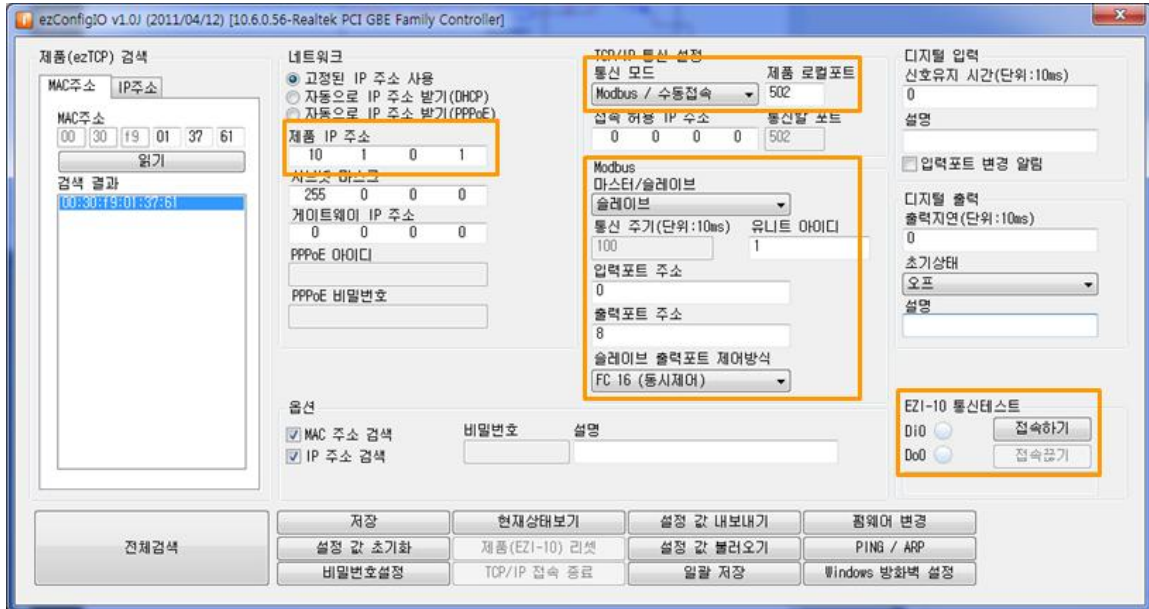 ezConfigIO v1.0J (2011/04/12) [10.6.0.56-Realtek PCI GBE Family Controller]
제품(ezTCP) 검색
MAC주소
IP주소
MAC주소
00 30 f9 01 37 61
읽기
검색 결과
00:30:f9:01:37:61
전체검색
네트워크
고정된 IP 주소 사용
자동으로 IP 주소 받기(DHCP)
자동으로 IP 주소 받기(PPPoE)
제품 IP 주소
10 1 0 1
서브넷 마스크
255 0 0 0
게이트웨이 IP 주소
0 0 0 0
PPPoE 아이디
PPPoE 비밀번호
TCP/IP 통신 설정
통신 모드 제품 로컬포트
Modbus / 수동접속 502
접속 허용 IP 주소 통신할 포트
0 0 0 0 502
Modbus
마스터/슬레이브
슬레이브
통신 주기(단위:10ms) 유니트 아이디
100 1
입력포트 주소
0
출력포트 주소
8
슬레이브 출력포트 제어방식
FC 16 (동시제어)
디지털 입력
신호유지 시간(단위:10ms)
0
설명
입력포트 변경 알림
디지털 출력
출력지연(단위:10ms)
0
초기상태
오프
설명
옵션
MAC 주소 검색
IP 주소 검색
비밀번호 설명
EZI-10 통신테스트
Di0 접속하기
Do0 접속끊기
저장 현재상태보기 설정 값 내보내기 펌웨어 변경
설정 값 초기화 제품(EZI-10) 리셋 설정 값 불러오기 PING / ARP
비밀번호설정 TCP/IP 접속 종료 일괄 저장 Windows 방화벽 설정